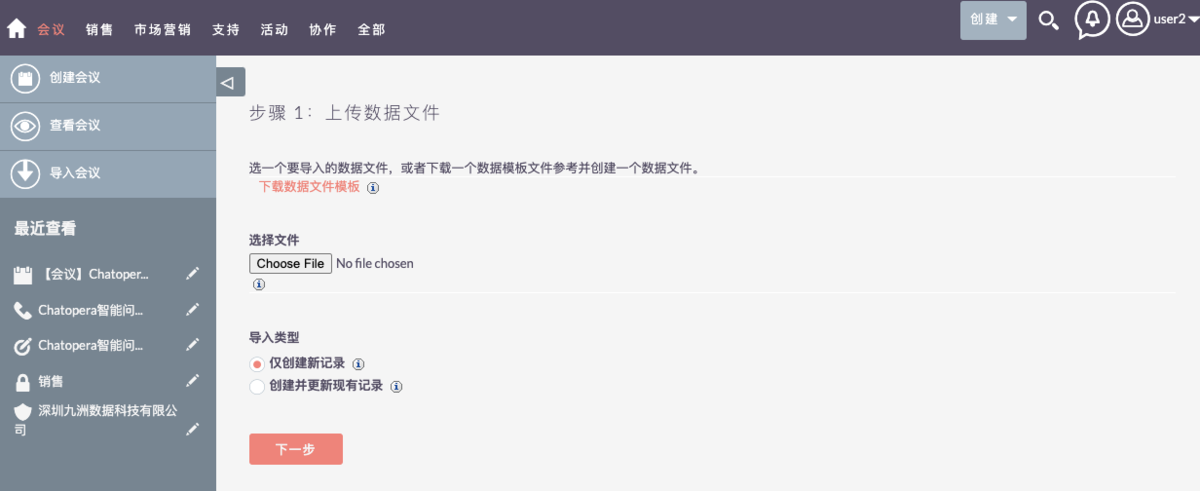 会议 销售 市场营销 支持 活动 协作 全部 创建 user2
创建会议
查看会议
导入会议
最近查看
【会议】Chatoper...
Chatopera智能问...
Chatopera智能问...
销售
深圳九洲数据科技有限公
司
步骤 1：上传数据文件
选一个要导入的数据文件，或者下载一个数据模板文件参考并创建一个数据文件。
下载数据文件模板
选择文件
Choose File No file chosen
导入类型
仅创建新记录
创建并更新现有记录
下一步